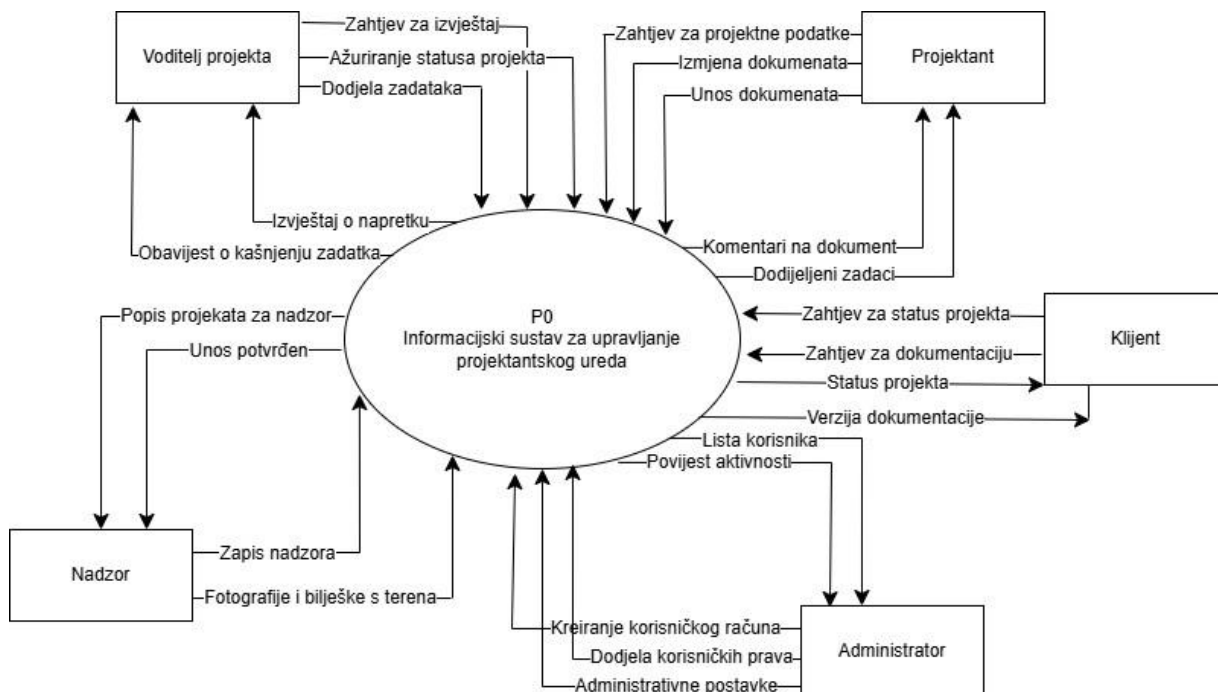 Zahtjev za izvještaj
Voditelj projekta
Ažuriranje statusa projekta
Dodjela zadataka
Zahtjev za projektne podatke
Izmjena dokumenata
Projektant
Unos dokumenata
Izvještaj o napretku
Obavijest o kašnjenju zadatka
Komentari na dokument
Dodijeljeni zadaci
Popis projekata za nadzor
Unos potvrđen
P0
Informacijski sustav za upravljanje
projektantskog ureda
Zahtjev za status projekta
Klijent
Zahtjev za dokumentaciju
Status projekta
Verzija dokumentacije
Lista korisnika
Povijest aktivnosti
Nadzor
Zapis nadzora
Fotografije i bilješke s terena
Kreiranje korisničkog računa
Dodjela korisničkih prava
Administrator
Administrativne postavke